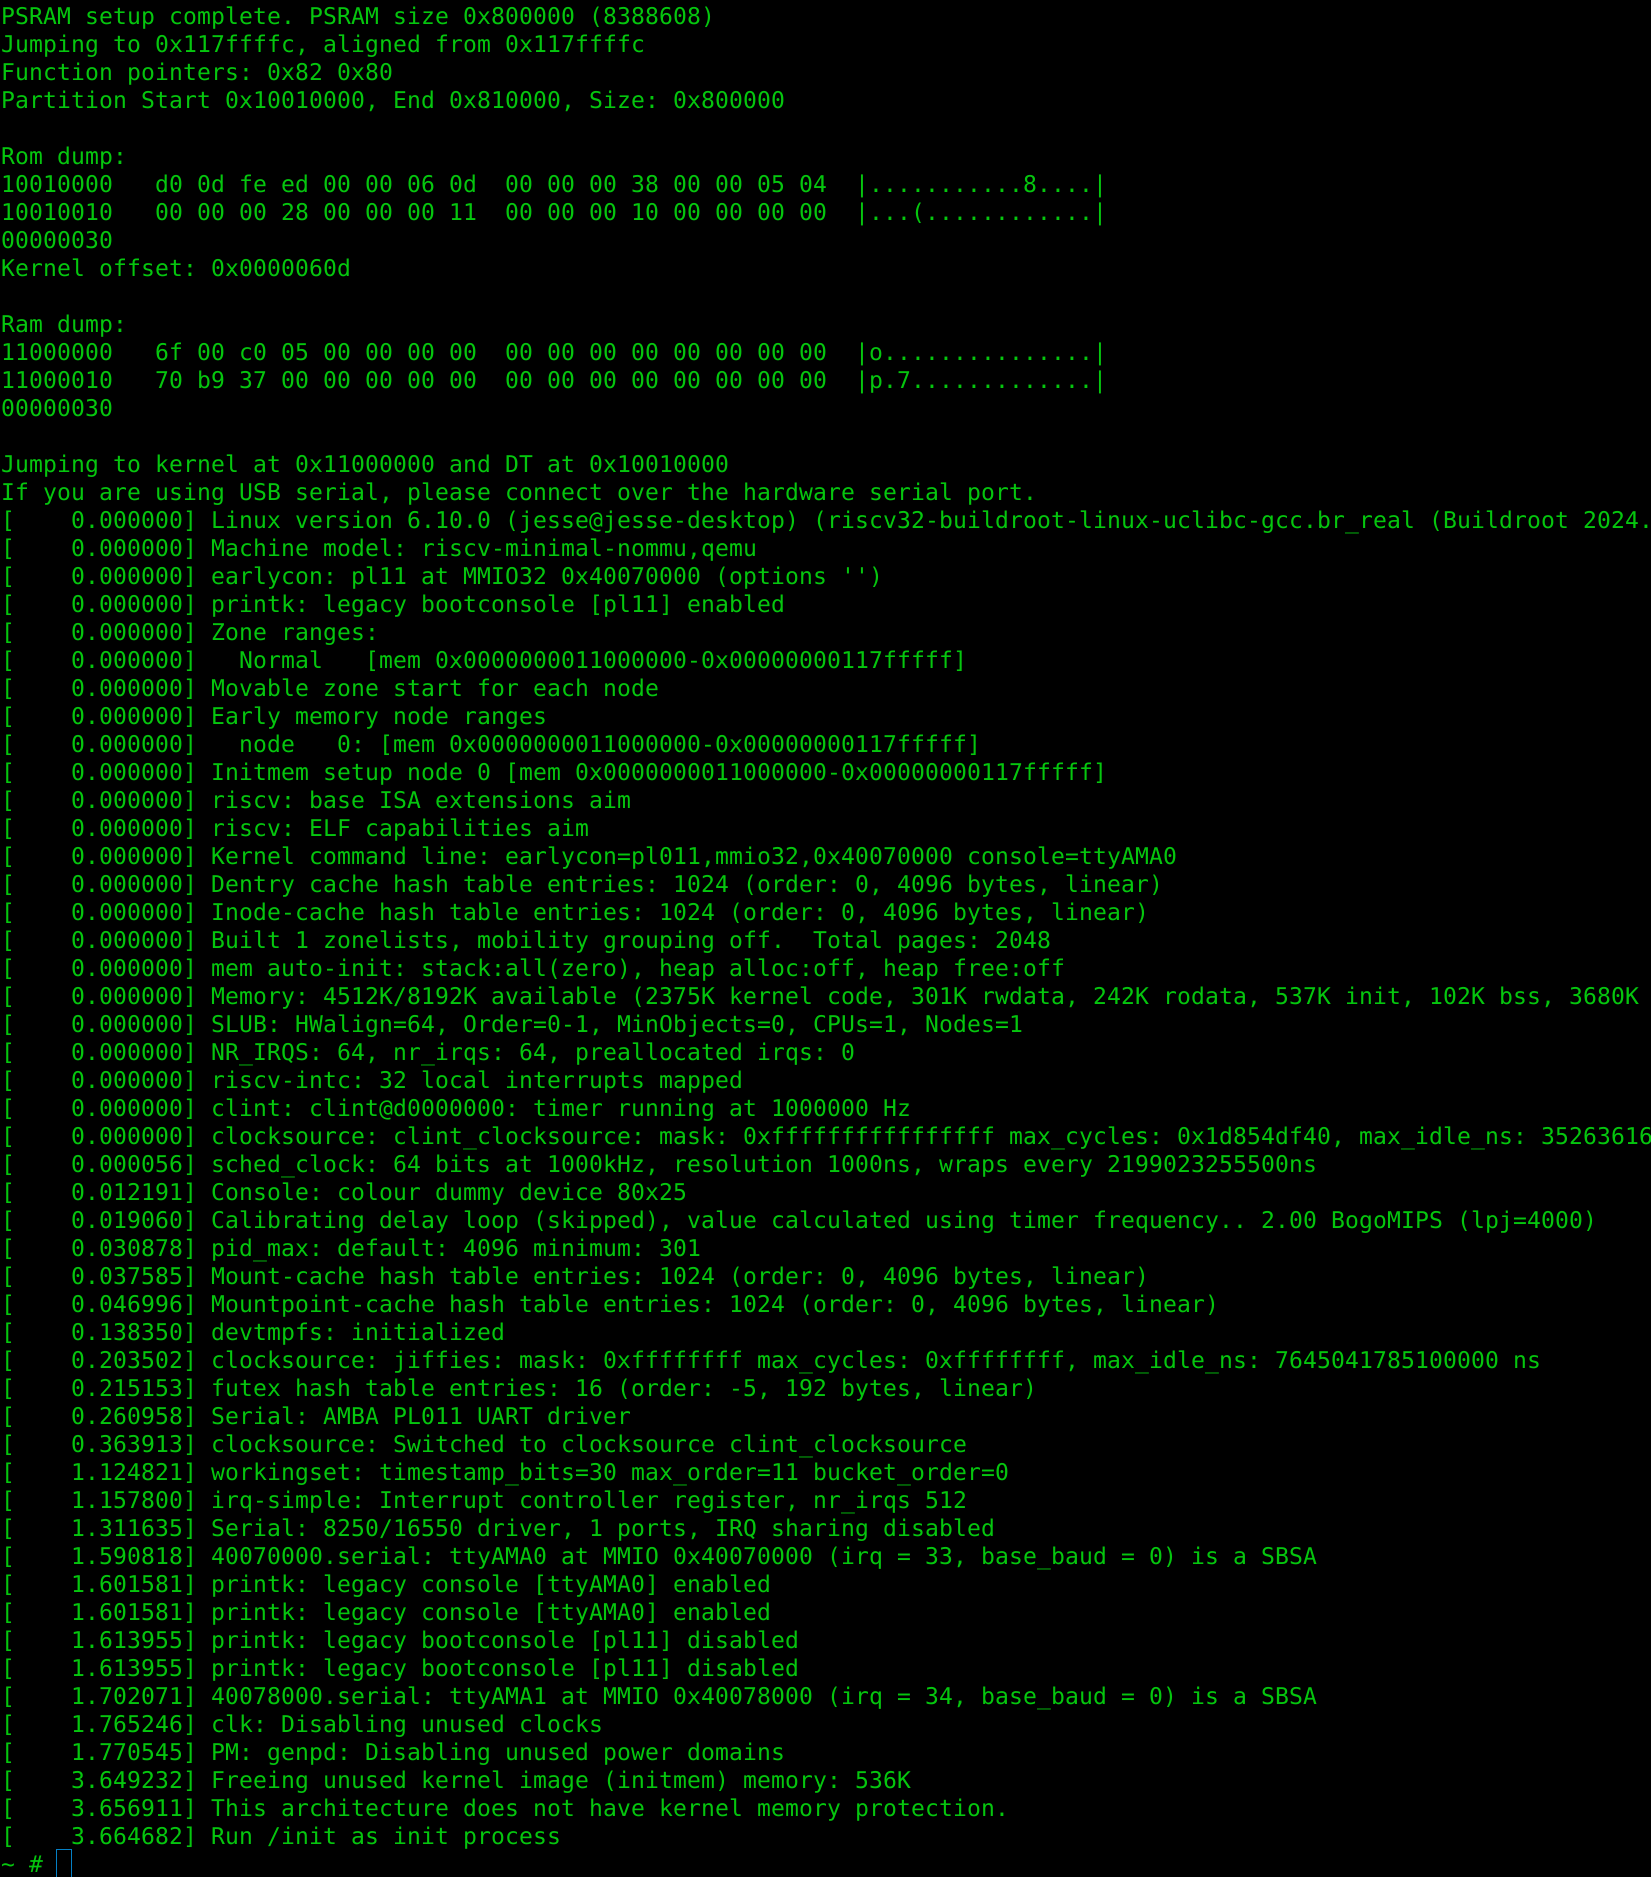 PSRAM setup complete. PSRAM size 0x800000 (8388608)
Jumping to 0x117ffffc, aligned from 0x117ffffc
Function pointers: 0x82 0x80
Partition Start 0x10010000, End 0x810000, Size: 0x800000
Rom dump:
10010000   d0 0d fe ed 00 00 06 0d  00 00 00 38 00 00 05 04  |...........8....|
10010010   00 00 00 28 00 00 00 11  00 00 00 10 00 00 00 00  |...(............|
00000030
Kernel offset: 0x0000060d
Ram dump:
11000000   6f 00 c0 05 00 00 00 00  00 00 00 00 00 00 00 00  |o...............|
11000010   70 b9 37 00 00 00 00 00  00 00 00 00 00 00 00 00  |p.7.............|
00000030
Jumping to kernel at 0x11000000 and DT at 0x10010000
If you are using USB serial, please connect over the hardware serial port.
[    0.000000] Linux version 6.10.0 (jesse@jesse-desktop) (riscv32-buildroot-linux-uclibc-gcc.br_real (Buildroot 2024.
[    0.000000] Machine model: riscv-minimal-nommu,qemu
[    0.000000] earlycon: pl11 at MMIO32 0x40070000 (options '')
[    0.000000] printk: legacy bootconsole [pl11] enabled
[    0.000000] Zone ranges:
[    0.000000]   Normal   [mem 0x0000000011000000-0x00000000117fffff]
[    0.000000] Movable zone start for each node
[    0.000000] Early memory node ranges
[    0.000000]   node   0: [mem 0x0000000011000000-0x00000000117fffff]
[    0.000000] Initmem setup node 0 [mem 0x0000000011000000-0x00000000117fffff]
[    0.000000] riscv: base ISA extensions aim
[    0.000000] riscv: ELF capabilities aim
[    0.000000] Kernel command line: earlycon=pl011,mmio32,0x40070000 console=ttyAMA0
[    0.000000] Dentry cache hash table entries: 1024 (order: 0, 4096 bytes, linear)
[    0.000000] Inode-cache hash table entries: 1024 (order: 0, 4096 bytes, linear)
[    0.000000] Built 1 zonelists, mobility grouping off.  Total pages: 2048
[    0.000000] mem auto-init: stack:all(zero), heap alloc:off, heap free:off
[    0.000000] Memory: 4512K/8192K available (2375K kernel code, 301K rwdata, 242K rodata, 537K init, 102K bss, 3680K
[    0.000000] SLUB: HWalign=64, Order=0-1, MinObjects=0, CPUs=1, Nodes=1
[    0.000000] NR_IRQS: 64, nr_irqs: 64, preallocated irqs: 0
[    0.000000] riscv-intc: 32 local interrupts mapped
[    0.000000] clint: clint@d0000000: timer running at 1000000 Hz
[    0.000000] clocksource: clint_clocksource: mask: 0xffffffffffffffff max_cycles: 0x1d854df40, max_idle_ns: 35263616
[    0.000056] sched_clock: 64 bits at 1000kHz, resolution 1000ns, wraps every 2199023255500ns
[    0.012191] Console: colour dummy device 80x25
[    0.019060] Calibrating delay loop (skipped), value calculated using timer frequency.. 2.00 BogoMIPS (lpj=4000)
[    0.030878] pid_max: default: 4096 minimum: 301
[    0.037585] Mount-cache hash table entries: 1024 (order: 0, 4096 bytes, linear)
[    0.046996] Mountpoint-cache hash table entries: 1024 (order: 0, 4096 bytes, linear)
[    0.138350] devtmpfs: initialized
[    0.203502] clocksource: jiffies: mask: 0xffffffff max_cycles: 0xffffffff, max_idle_ns: 7645041785100000 ns
[    0.215153] futex hash table entries: 16 (order: -5, 192 bytes, linear)
[    0.260958] Serial: AMBA PL011 UART driver
[    0.363913] clocksource: Switched to clocksource clint_clocksource
[    1.124821] workingset: timestamp_bits=30 max_order=11 bucket_order=0
[    1.157800] irq-simple: Interrupt controller register, nr_irqs 512
[    1.311635] Serial: 8250/16550 driver, 1 ports, IRQ sharing disabled
[    1.590818] 40070000.serial: ttyAMA0 at MMIO 0x40070000 (irq = 33, base_baud = 0) is a SBSA
[    1.601581] printk: legacy console [ttyAMA0] enabled
[    1.601581] printk: legacy console [ttyAMA0] enabled
[    1.613955] printk: legacy bootconsole [pl11] disabled
[    1.613955] printk: legacy bootconsole [pl11] disabled
[    1.702071] 40078000.serial: ttyAMA1 at MMIO 0x40078000 (irq = 34, base_baud = 0) is a SBSA
[    1.765246] clk: Disabling unused clocks
[    1.770545] PM: genpd: Disabling unused power domains
[    3.649232] Freeing unused kernel image (initmem) memory: 536K
[    3.656911] This architecture does not have kernel memory protection.
[    3.664682] Run /init as init process
~ #